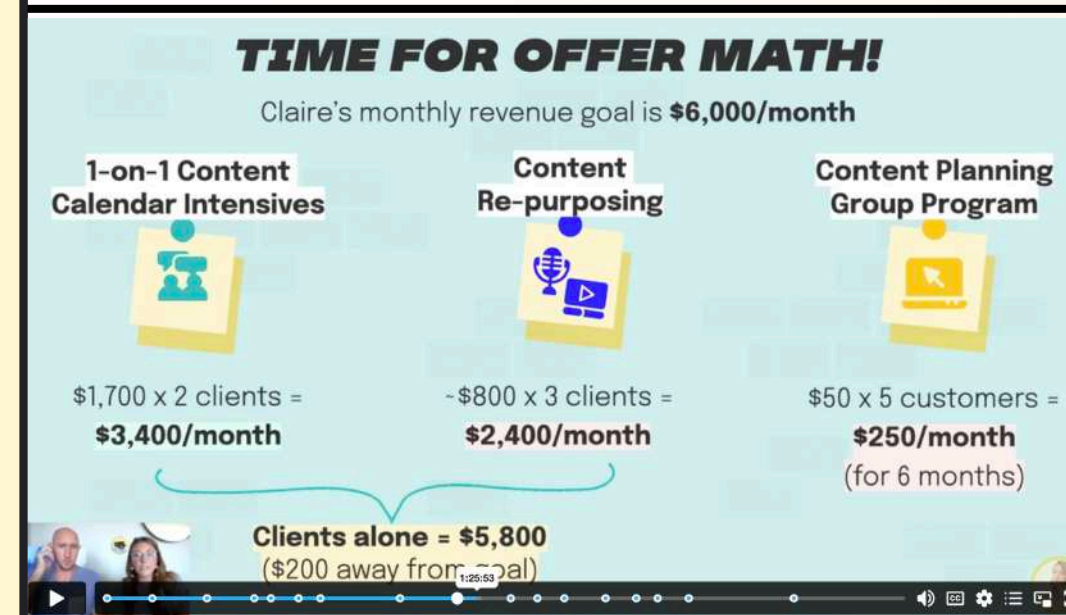 TIME FOR OFFER MATH!
Claire's monthly revenue goal is $6,000/month
1-on-1 Content
Calendar Intensives
$1,700 x 2 clients =
$3,400/month
Content
Re-purposing
~$800 x 3 clients =
$2,400/month
Content Planning
Group Program
$50 x 5 customers =
$250/month
(for 6 months)
Clients alone = $5,800
($200 away from goal)
1:25:53
CC